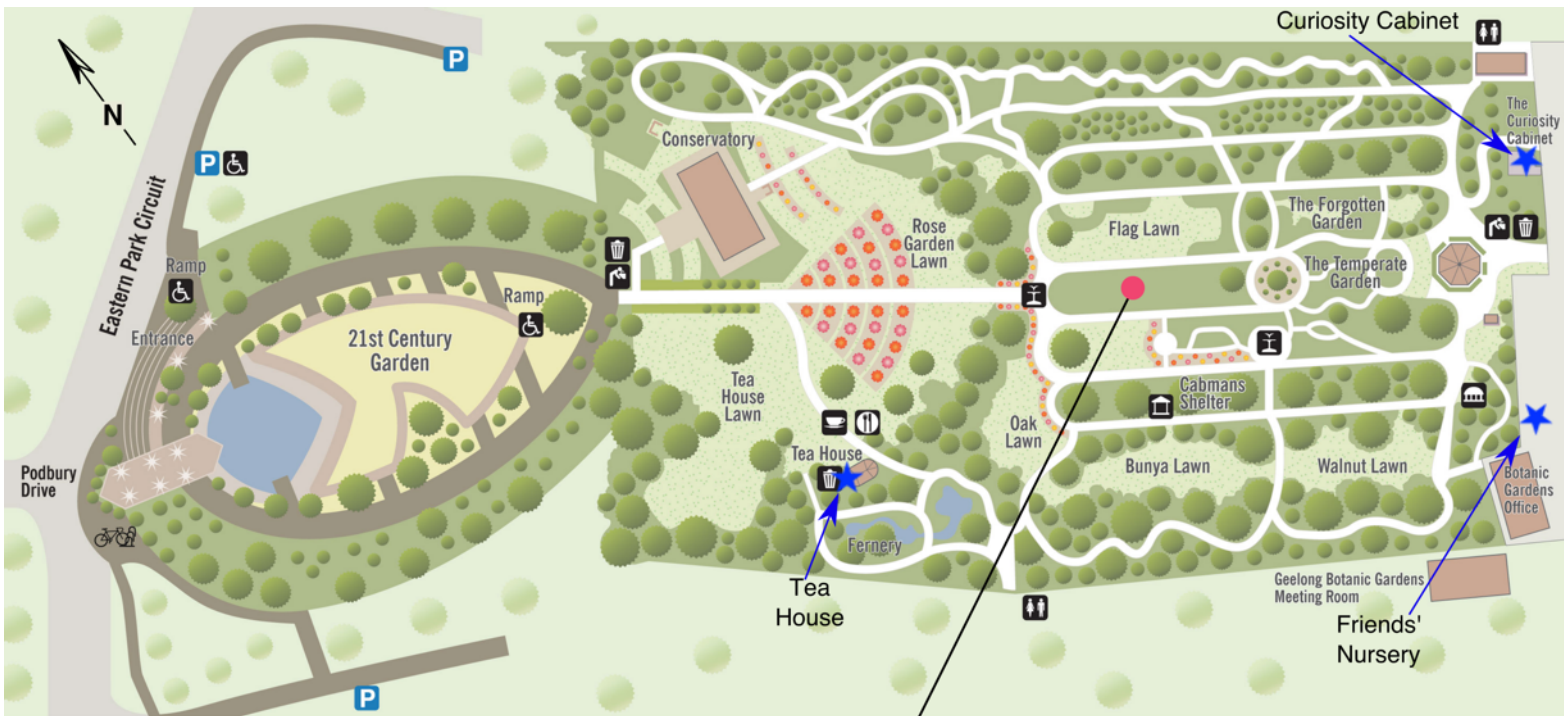 Curiosity Cabinet
P
N
The
Curiosity
Cabinet
Conservatory
P
Eastern Park Circuit
The Forgotten
Garden
Rose
Garden
Lawn
Flag Lawn
Ramp
The Temperate
Garden
Ramp
Entrance
21st Century
Garden
Tea
House
Lawn
Cabmans
Shelter
Oak
Lawn
Tea House
Bunya Lawn
Walnut Lawn
Podbury
Drive
Botanic
Gardens
Office
Fernery
Tea
House
Geelong Botanic Gardens
Meeting Room
Friends'
Nursery
P